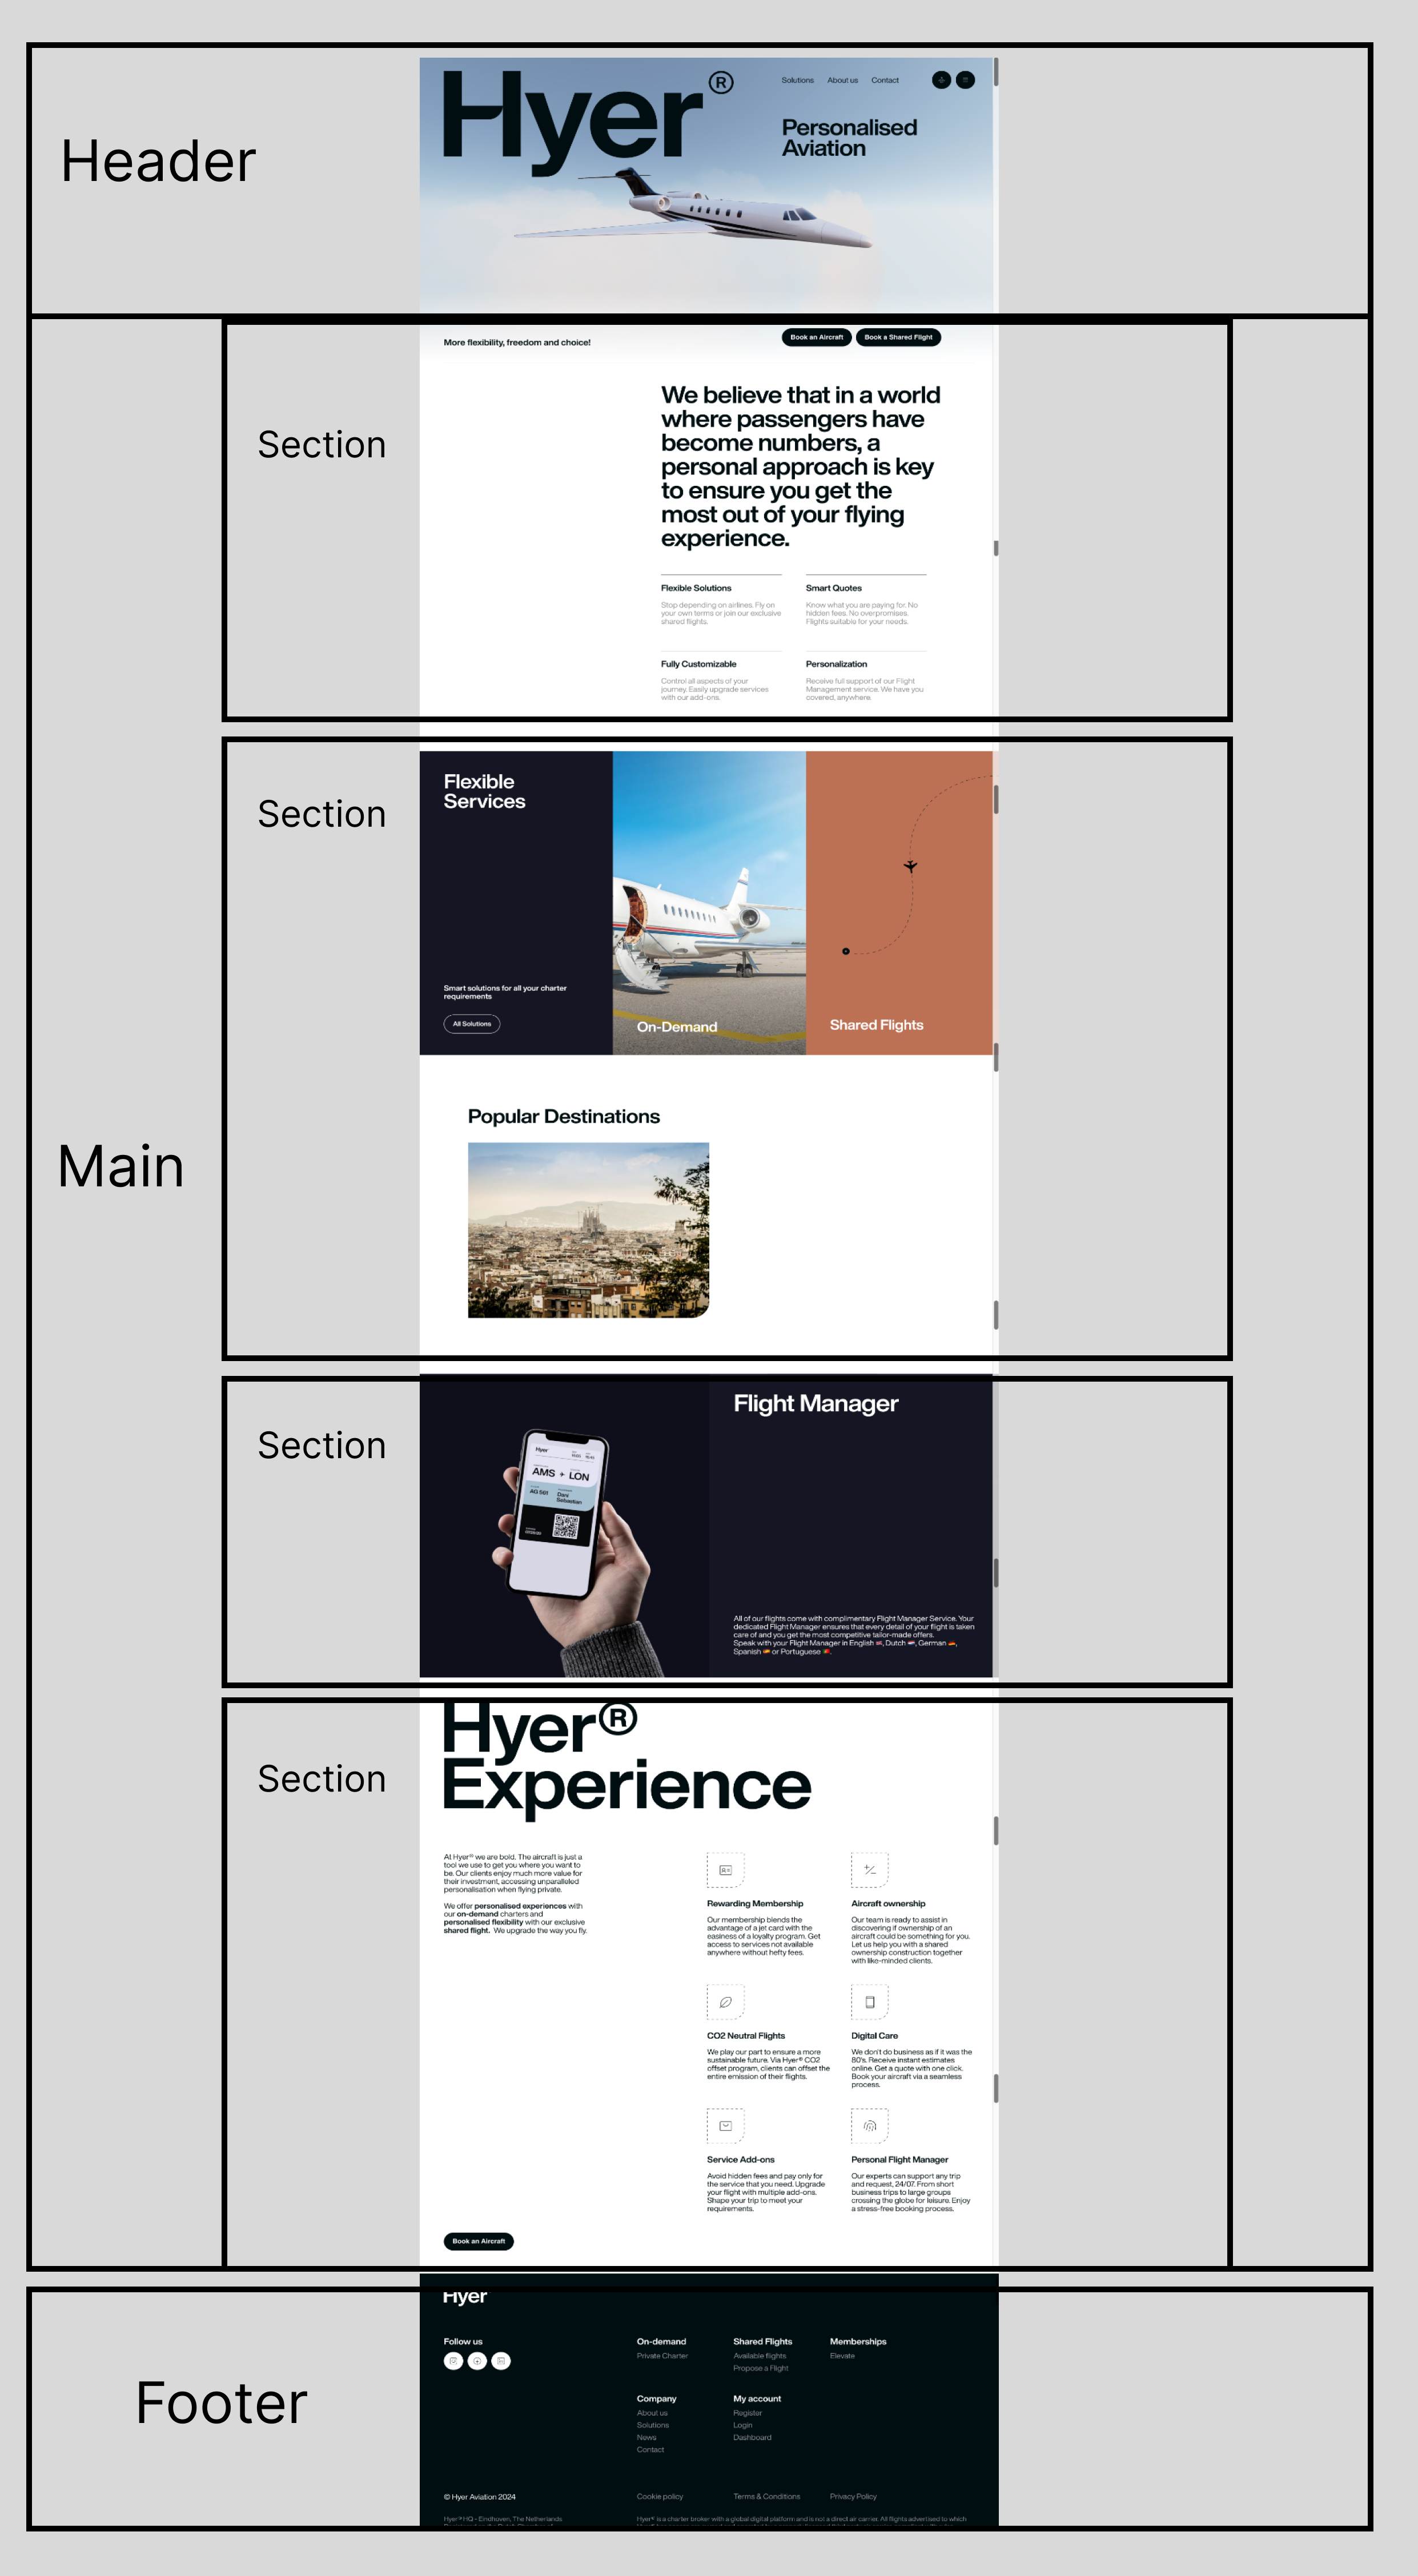 Header
Hyer®
Solutions About us Contact
Personalised
Aviation
Section
More flexibility, freedom and choice!
Book an Aircraft Book a Shared Flight
We believe that in a world
where passengers have
become numbers, a
personal approach is key
to ensure you get the
most out of your flying
experience.
Flexible Solutions
Stop depending on airlines. Fly on
your own terms or join our exclusive
shared flights.
Smart Quotes
Know what you are paying for. No
hidden fees. No overpromises.
Flights suitable for your needs.
Fully Customizable
Control all aspects of your
journey. Easily upgrade services
with our add-ons.
Personalization
Receive full support of our Flight
Management service. We have you
covered, anywhere.
Main
Section
Flexible
Services
Smart solutions for all your charter
requirements
All Solutions
On-Demand
Shared Flights
Popular Destinations
Section
Hyer
AMS LON
AG 561
Dani
Sebastian
Flight Manager
All of our flights come with complimentary Flight Manager Service. Your
dedicated Flight Manager ensures that every detail of your flight is taken
care of and you get the most competitive tailor-made offers.
Speak with your Flight Manager in English 🇬🇧, Dutch 🇳🇱, German 🇩🇪,
Spanish 🇪🇸 or Portuguese 🇵🇹.
Section
Hyer®
Experience
At Hyer® we are bold. The aircraft is just a
tool we use to get you where you want to
be. Our clients enjoy much more value for
their investment, accessing unparalleled
personalisation when flying private.
We offer personalised experiences with
our on-demand charters and
personalised flexibility with our exclusive
shared flight. We upgrade the way you fly.
Rewarding Membership
Our membership blends the
advantage of a jet card with the
easiness of a loyalty program. Get
access to services not available
anywhere without hefty fees.
Aircraft ownership
Our team is ready to assist in
discovering if ownership of an
aircraft could be something for you.
Let us help you with a shared
ownership construction together
with like-minded clients.
CO2 Neutral Flights
We play our part to ensure a more
sustainable future. Via Hyer® CO2
offset program, clients can offset the
entire emission of their flights.
Digital Care
We don't do business as if it was the
80's. Receive instant estimates
online. Get a quote with one click.
Book your aircraft via a seamless
process.
Service Add-ons
Avoid hidden fees and pay only for
the service that you need. Upgrade
your flight with multiple add-ons.
Shape your trip to meet your
requirements.
Personal Flight Manager
Our experts can support any trip
and request, 24/07. From short
business trips to large groups
crossing the globe for leisure. Enjoy
a stress-free booking process.
Book an Aircraft
Footer
Hyer
Follow us
On-demand
Private Charter
Shared Flights
Available flights
Propose a Flight
Memberships
Elevate
Company
About us
Solutions
News
Contact
My account
Register
Login
Dashboard
© Hyer Aviation 2024
Cookie policy Terms & Conditions Privacy Policy
Hyer® HQ - Eindhoven, The Netherlands
Hyer® is a charter broker with a global digital platform and is not a direct air carrier. All flights advertised to which